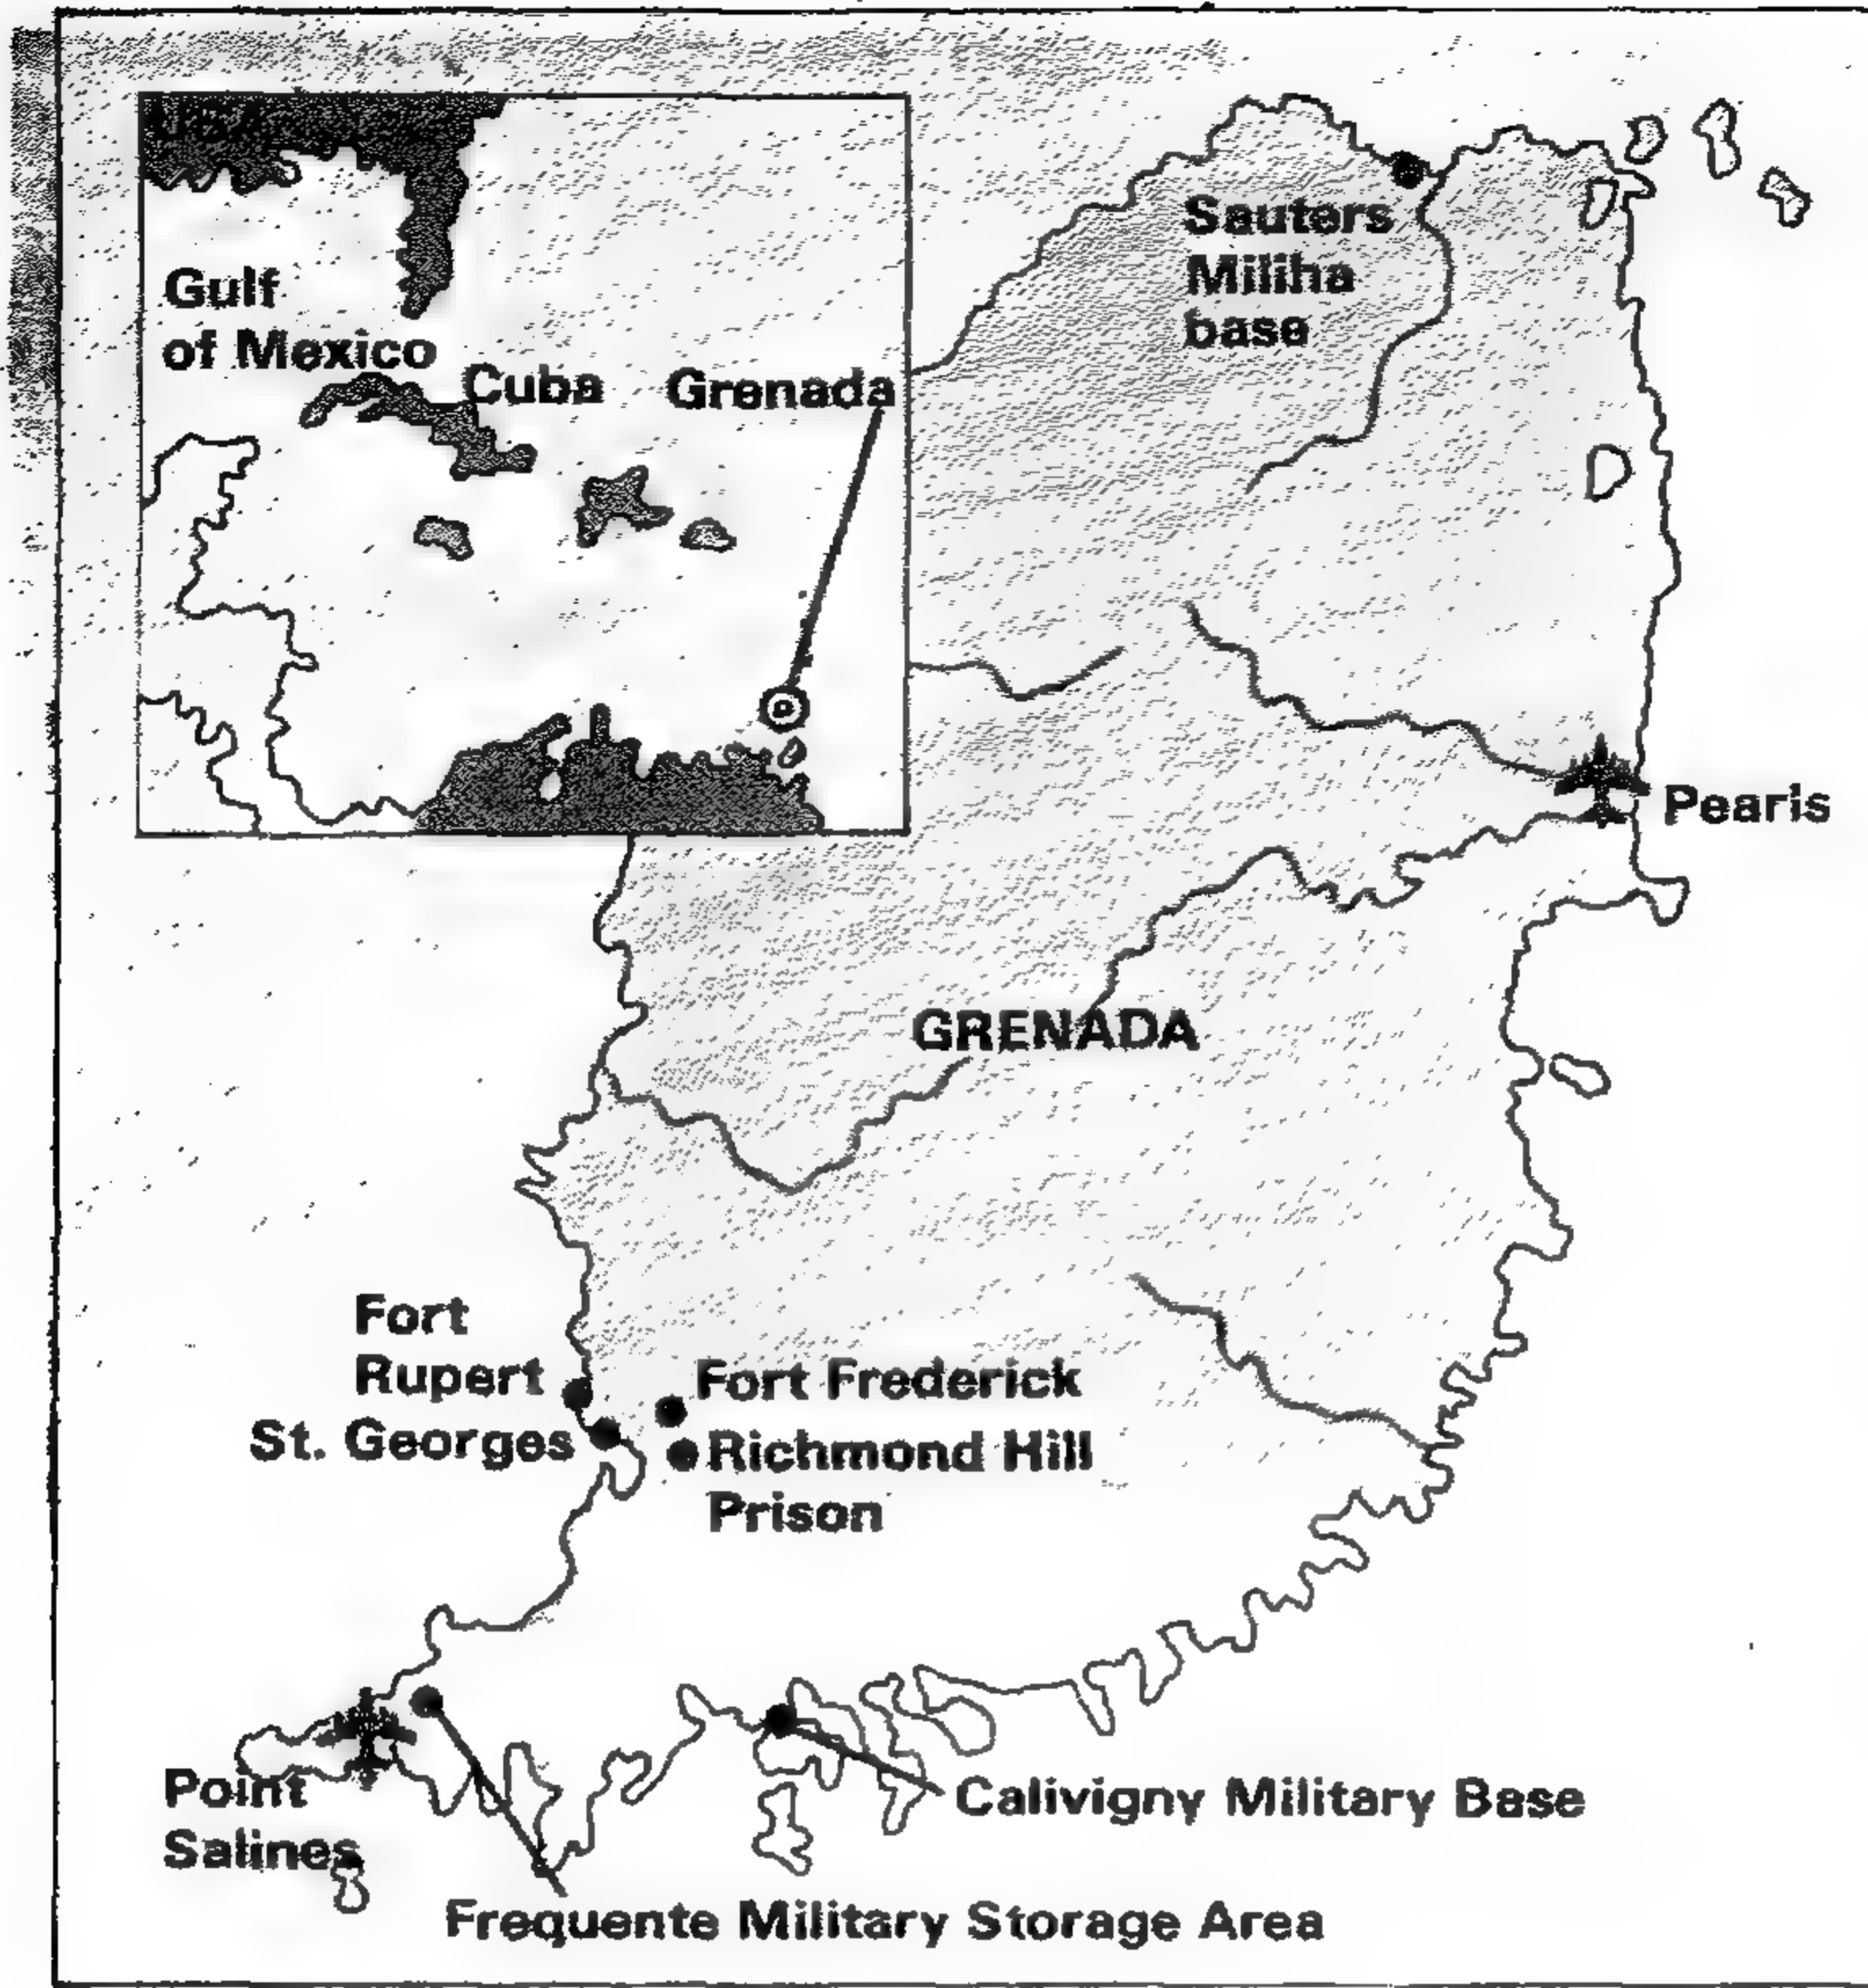 USA
Gulf
of Mexico
Cuba
Grenada
Sauters
Miliha
base
Pearls
GRENADA
Fort
Rupert
St. Georges
Fort Frederick
Richmond Hill
Prison
Point
Salines
Calivigny Military Base
Frequente Military Storage Area